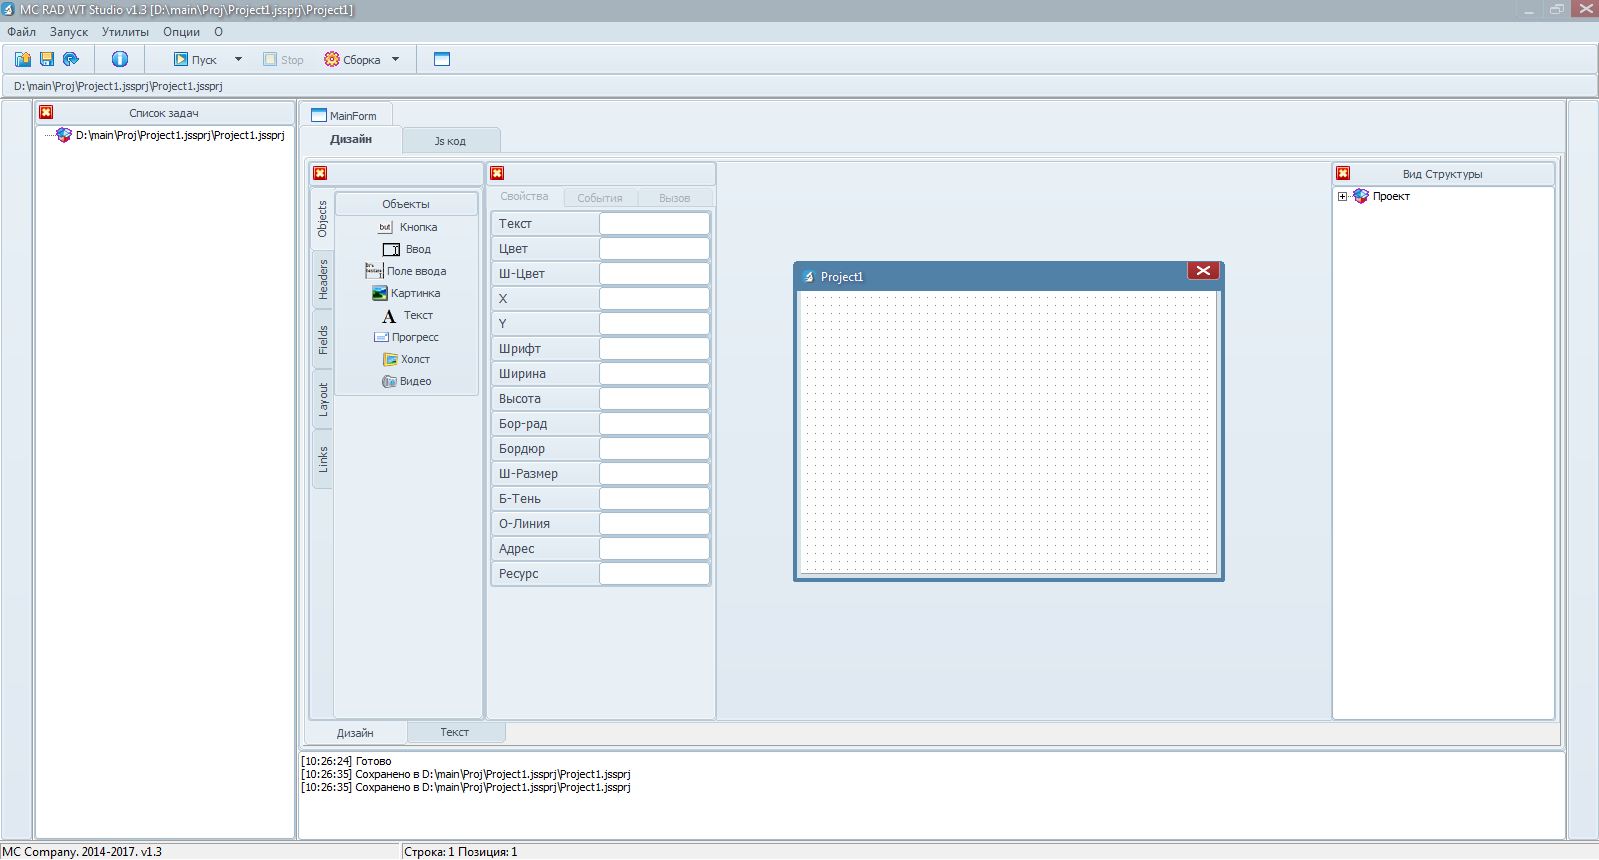 MC RAD WT Studio v1.3 [D:\main\Proj\Project1.jssprj\Project1]
Файл Запуск Утилиты Опции О
Пуск Stop Сборка
D:\main\Proj\Project1.jssprj\Project1.jssprj
Список задач
D:\main\Proj\Project1.jssprj\Project1.jssprj
MainForm
Дизайн Js код
Objects
Headers
Fields
Layout
Links
Объекты
but Кнопка
Ввод
Поле ввода
Картинка
A Текст
Прогресс
Холст
Видео
Свойства События Вызов
Текст
Цвет
Ш-Цвет
X
Y
Шрифт
Ширина
Высота
Бор-рад
Бордюр
Ш-Размер
Б-Тень
О-Линия
Адрес
Ресурс
Project1
Вид Структуры
Проект
Дизайн Текст
[10:26:24] Готово
[10:26:35] Сохранено в D:\main\Proj\Project1.jssprj\Project1.jssprj
[10:26:35] Сохранено в D:\main\Proj\Project1.jssprj\Project1.jssprj
MC Company. 2014-2017. v1.3
Строка: 1 Позиция: 1